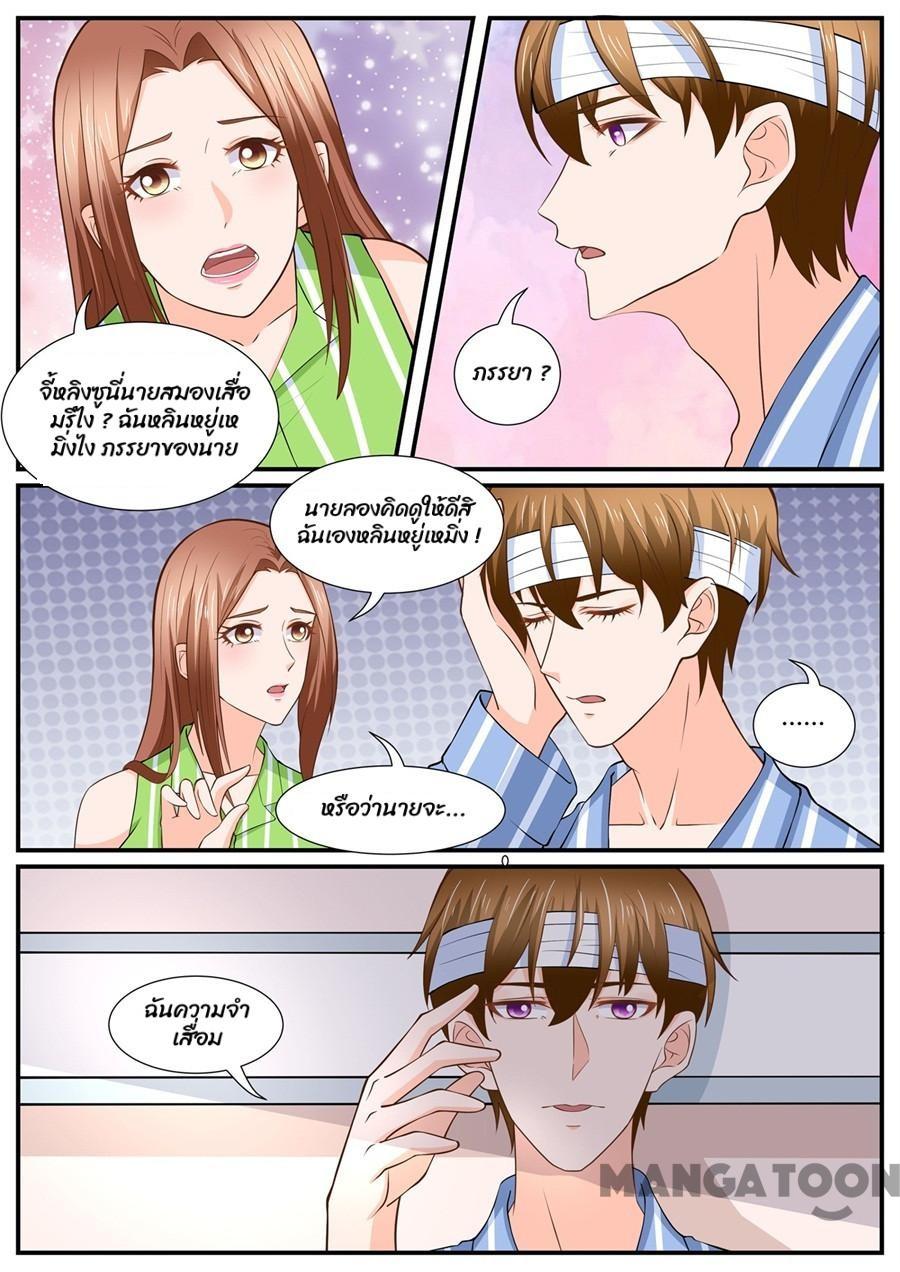 จี้หลิงซูนี่นายสมองเสื่อ
มรึไง ? ฉันหลินหยู่เห
มิ่งไง ภรรยาของนาย
ภรรยา ?
นายลองคิดดูให้ดีสิ
ฉันเองหลินหยู่เหมิ่ง !
......
หรือว่านายจะ...
ฉันความจำ
เสื่อม
MANGATOON